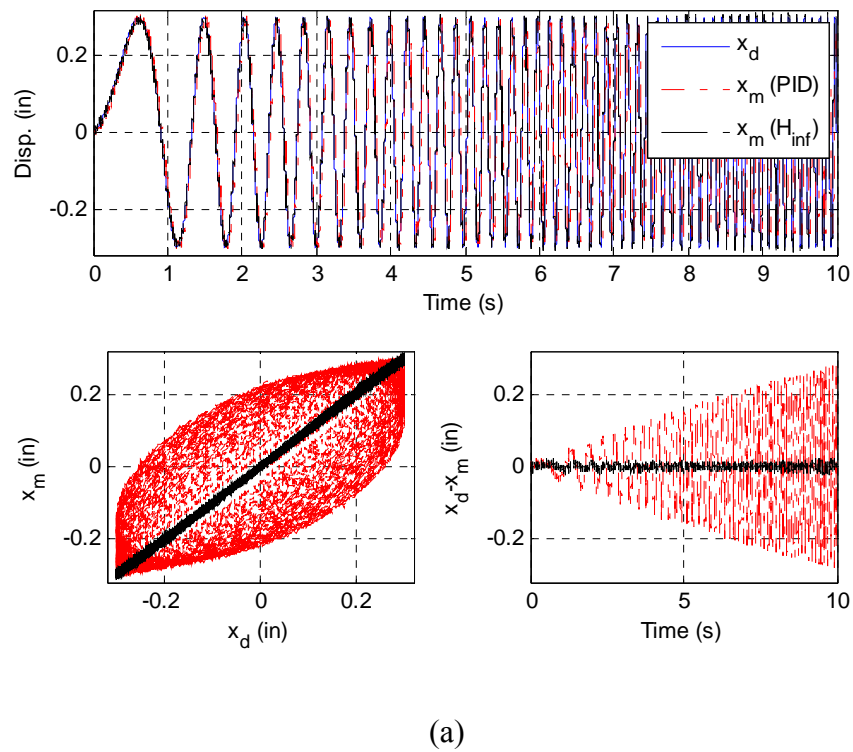 0.2
0
-0.2
Disp. (in)
x_d
x_m (PID)
x_m (H_inf)
0 1 2 3 4 5 6 7 8 9 10
Time (s)
0.2
0
-0.2
x_m (in)
-0.2 0 0.2
x_d (in)
0.2
0
-0.2
x_d-x_m (in)
0 5 10
Time (s)
(a)